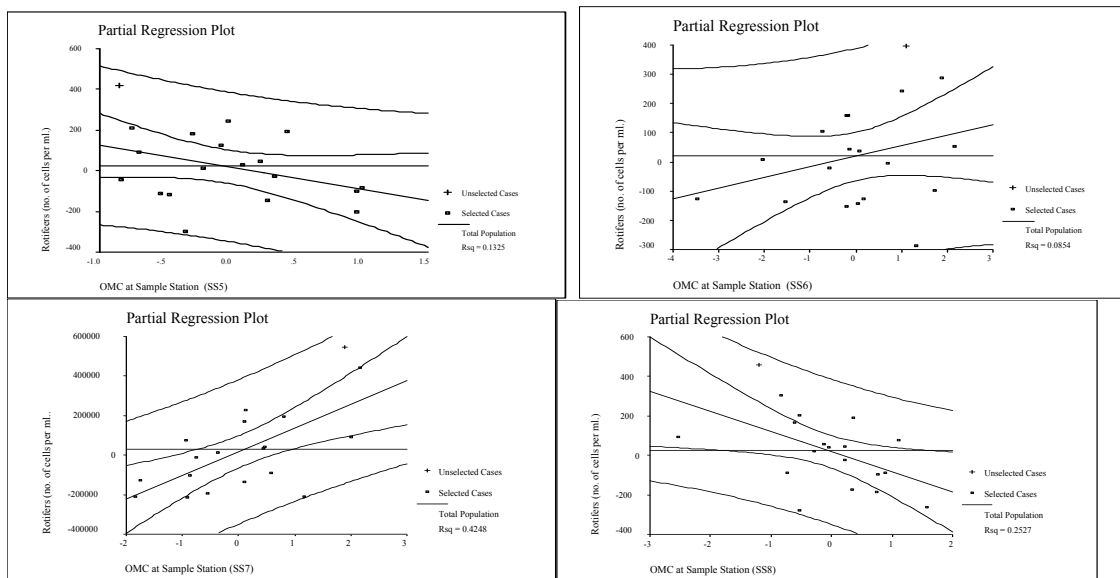 Partial Regression Plot
600
400
200
0
-200
-400
Rotifeers (no. of cells per ml.)
-1.0
-.5
0.0
.5
1.0
1.5
OMC at Sample Station (SS5)
Unselected Cases
Selected Cases
Total Population
Rsq = 0.1325
Partial Regression Plot
400
300
200
100
0
-100
-200
-300
Rotifers (no. of cells per ml.)
-4
-3
-2
-1
0
1
2
3
OMC at Sample Station (SS6)
Unselected Cases
Selected Cases
Total Population
Rsq = 0.0854
Partial Regression Plot
600000
400000
200000
0
-200000
-400000
Rotifers (no. of cells per ml..
-2
-1
0
1
2
3
OMC at Sample Station (SS7)
Unselected Cases
Selected Cases
Total Population
Rsq = 0.4248
Partial Regression Plot
600
400
200
0
-200
-400
Rotifers (no. of cells per ml.)
-3
-2
-1
0
1
2
OMC at Sample Station (SS8)
Unselected Cases
Selected Cases
Total Population
Rsq = 0.2527